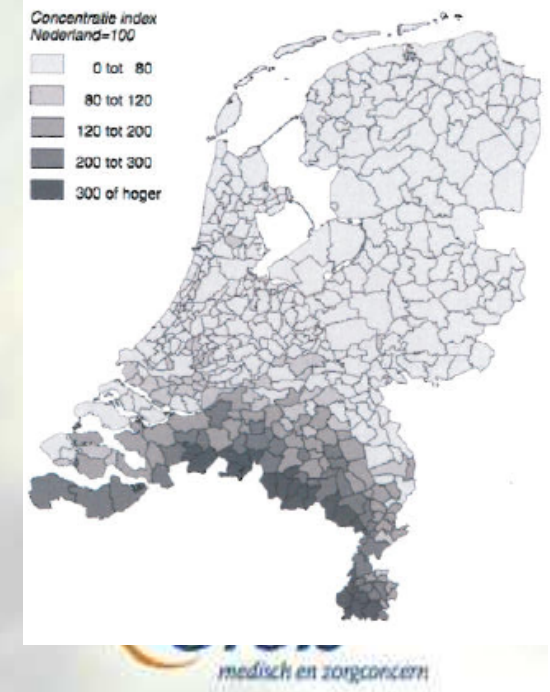 Concentratie index
Nederland=100
0 tot 80
80 tot 120
120 tot 200
200 tot 300
300 of hoger
medisch en zorgconcern